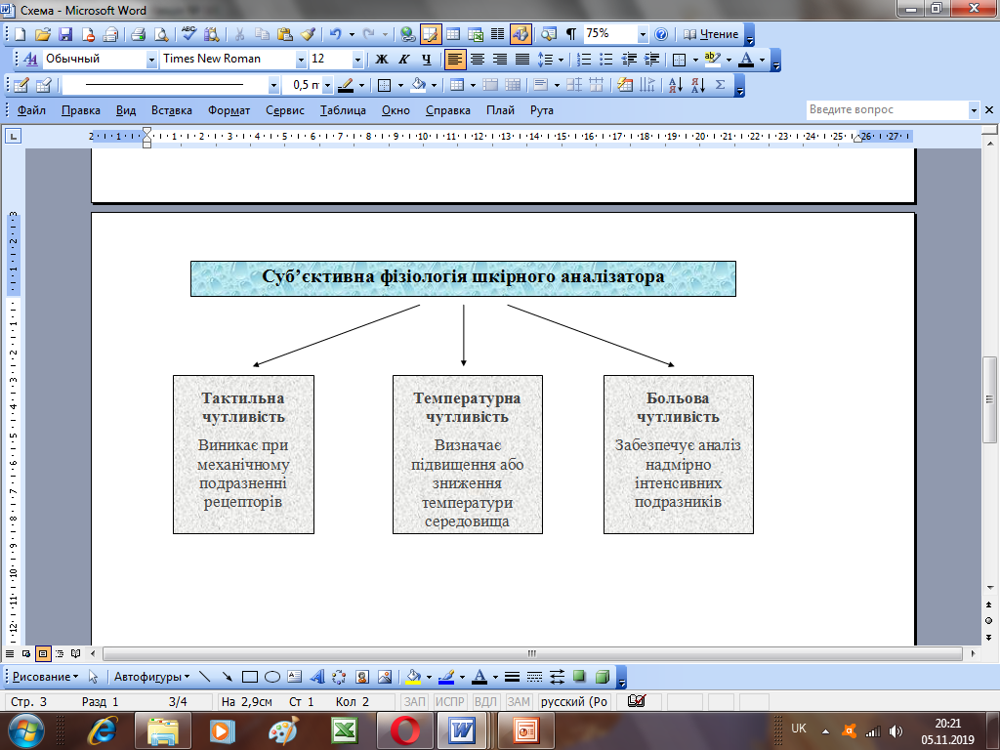 Схема - Microsoft Word
75%
Чтение
Обычный
Times New Roman
12
Ж К Ч
0,5 п
Файл Правка Вид Вставка Формат Сервис Таблица Окно Справка Плай Рута
Введите вопрос
Суб’єктивна фізіологія шкірного аналізатора
Тактильна
чутливість
Виникає при
механічному
подразненні
рецепторів
Температурна
чутливість
Визначає
підвищення або
зниження
температури
середовища
Больова
чутливість
Забезпечує аналіз
надмірно
інтенсивних
подразників
Рисование Автофигуры
Стр. 3 Разд 1 3/4 На 2,9см Ст 1 Кол 2 ЗАП ИСПР ВДЛ ЗАМ русский (Ро
UK
20:21
05.11.2019